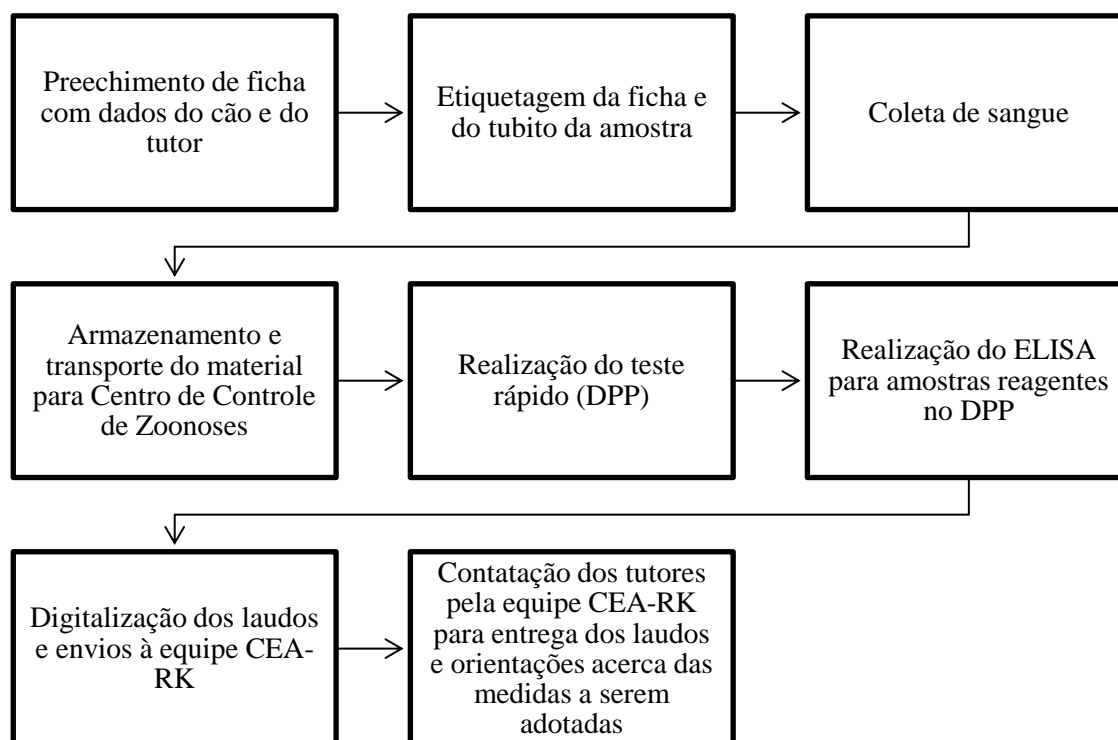 Preechimento de ficha
com dados do cão e do
tutor
Etiquetagem da ficha e
do tubito da amostra
Coleta de sangue
Armazenamento e
transporte do material
para Centro de Controle
de Zoonoses
Realização do teste
rápido (DPP)
Realização do ELISA
para amostras reagentes
no DPP
Digitalização dos laudos
e envios à equipe CEA-
RK
Contatação dos tutores
pela equipe CEA-RK
para entrega dos laudos
e orientações acerca das
medidas a serem
adotadas